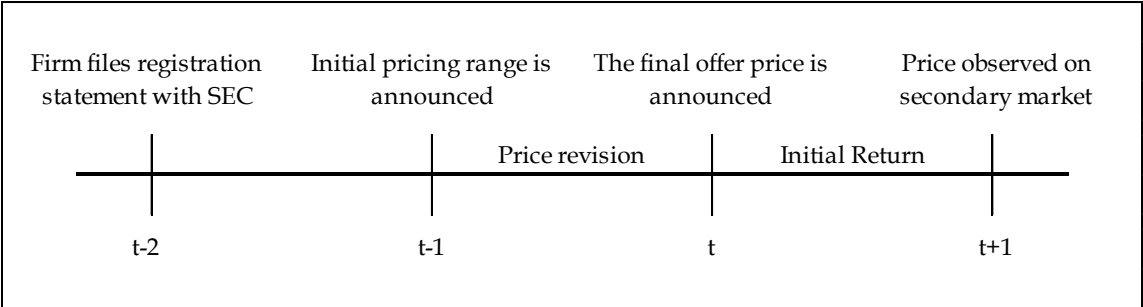 Firm files registration
statement with SEC
Initial pricing range is
announced
The final offer price is
announced
Price observed on
secondary market
Price revision
Initial Return
t-2
t-1
t
t+1